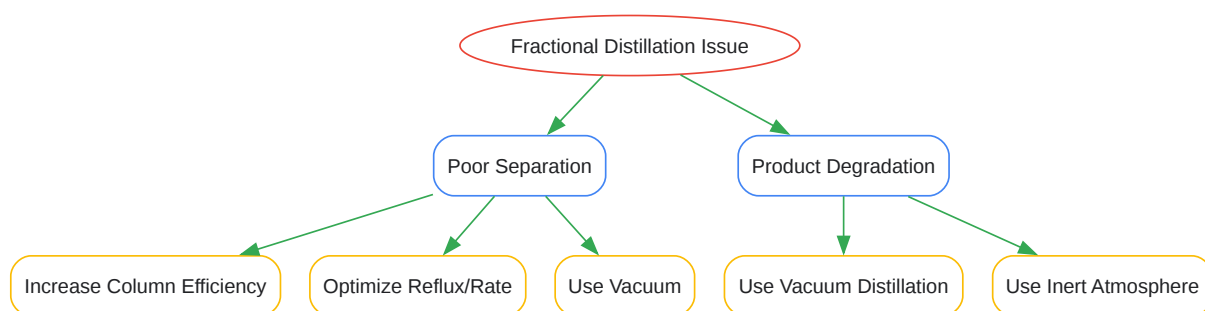 Fractional Distillation Issue
Poor Separation
Product Degradation
Increase Column Efficiency
Optimize Reflux/Rate
Use Vacuum
Use Vacuum Distillation
Use Inert Atmosphere